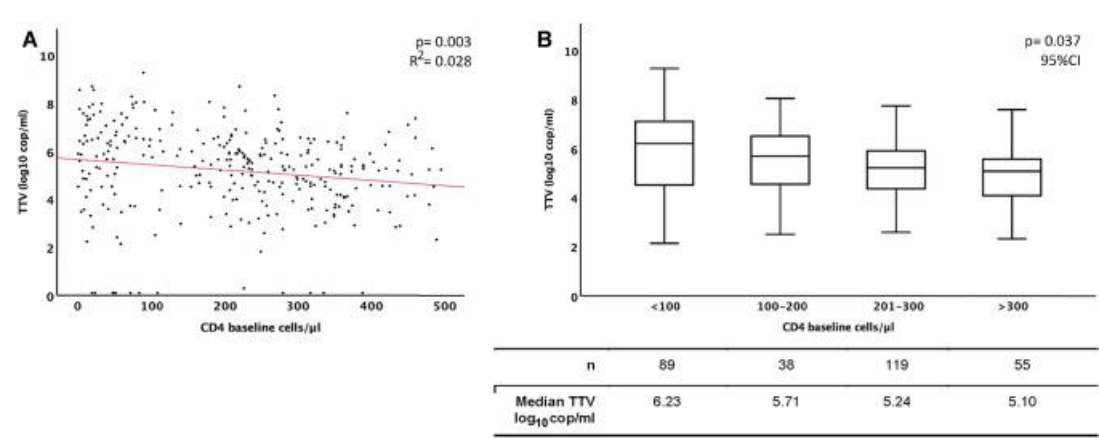 A
p= 0.003
R2= 0.028
10
8
6
4
2
0
TTV (log10 cop/ml)
0 100 200 300 400 500
CD4 baseline cells/μl
B
p= 0.037
95%CI
10
8
6
4
2
0
TTV (log10 cop/ml)
<100 100-200 201-300 >300
CD4 baseline cells/μl
n 89 38 119 55
Median TTV 6.23 5.71 5.24 5.10
log10cop/ml